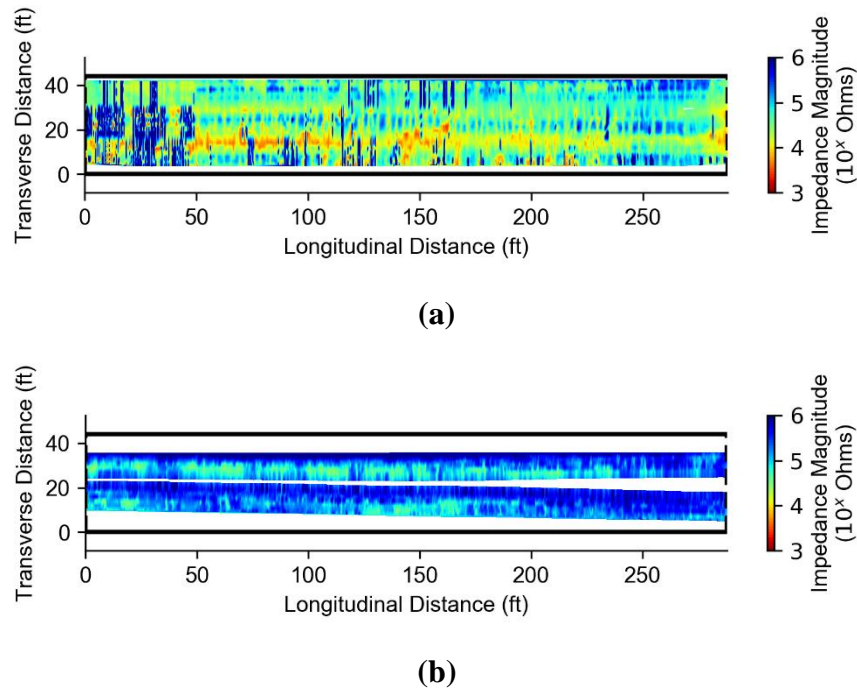 Transverse Distance (ft)
40
20
0
0 50 100 150 200 250
Longitudinal Distance (ft)
6
5
4
3
Impedance Magnitude
(10ˣ Ohms)
(a)
Transverse Distance (ft)
40
20
0
0 50 100 150 200 250
Longitudinal Distance (ft)
6
5
4
3
Impedance Magnitude
(10ˣ Ohms)
(b)